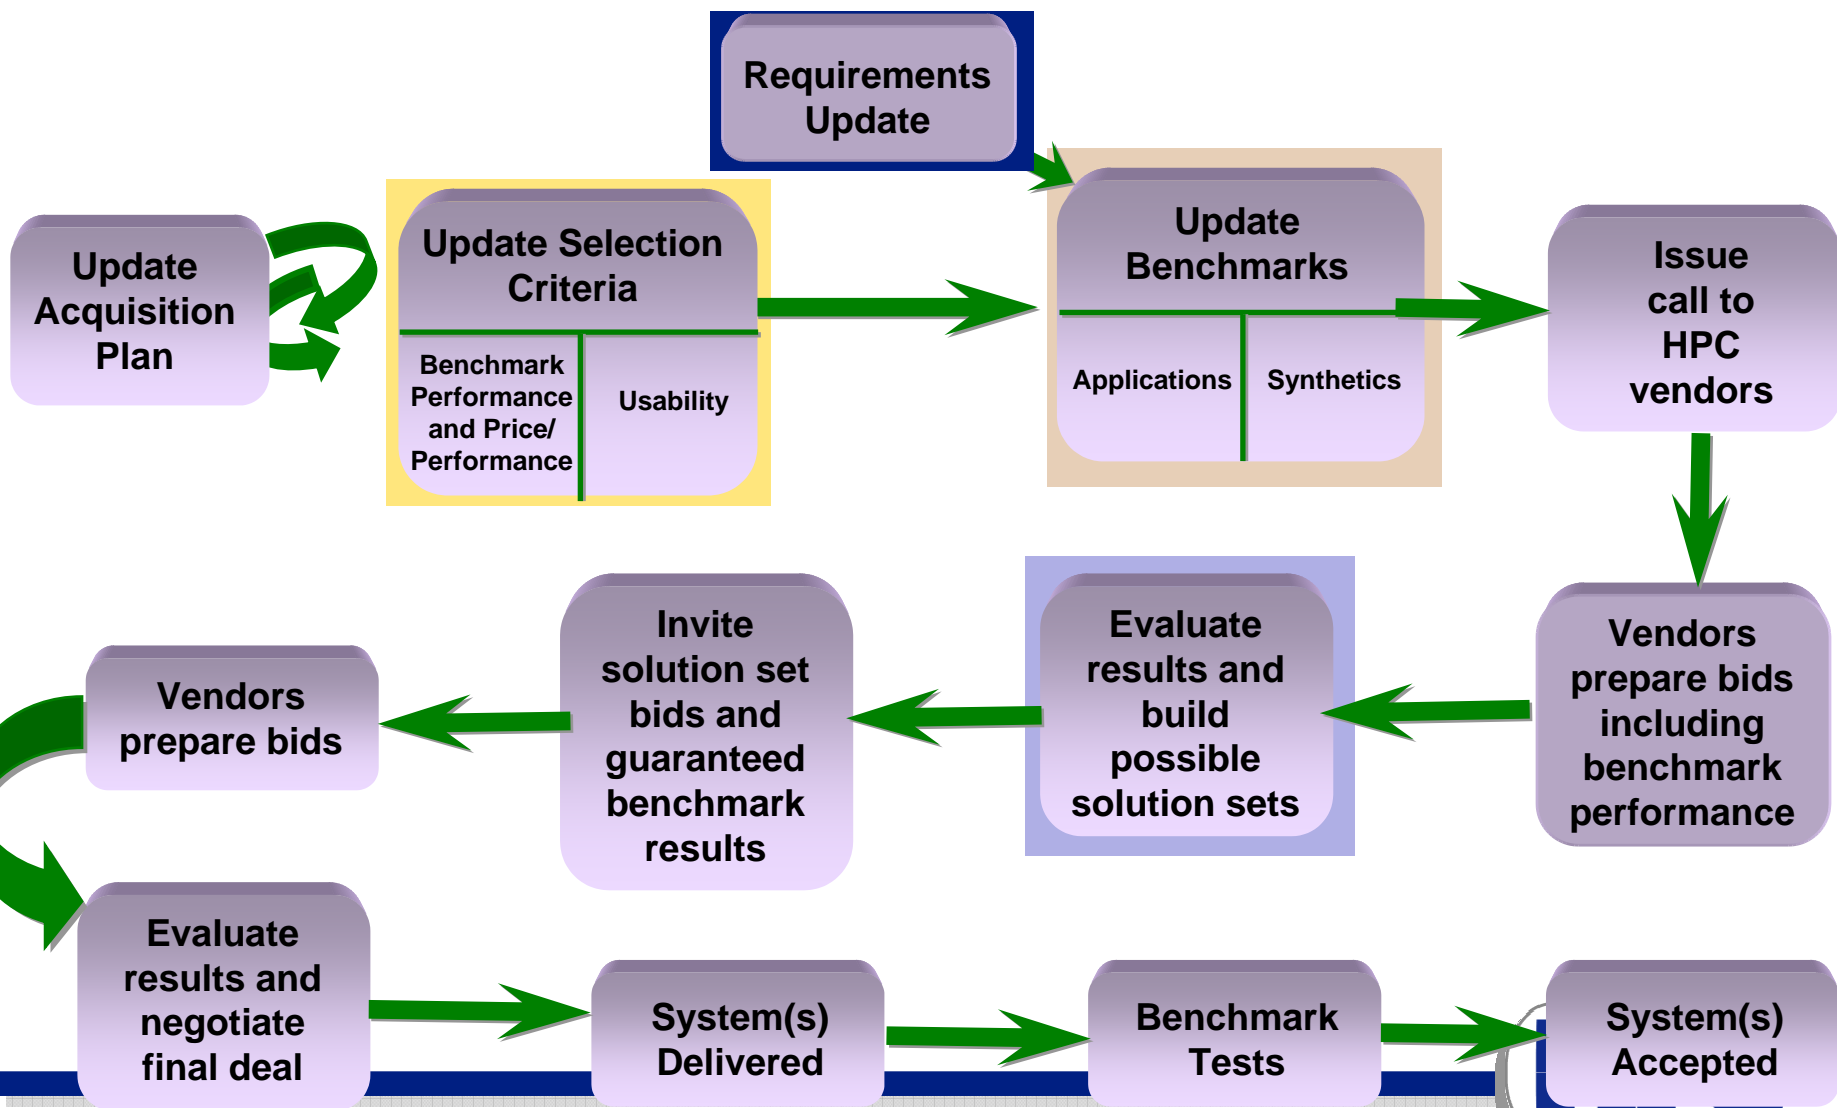 Requirements
Update
Update
Acquisition
Plan
Update Selection
Criteria
Benchmark
Performance
and Price/
Performance
Usability
Update
Benchmarks
Applications
Synthetics
Issue
call to
HPC
vendors
Vendors
prepare bids
including
benchmark
performance
Evaluate
results and
build
possible
solution sets
Invite
solution set
bids and
guaranteed
benchmark
results
Vendors
prepare bids
Evaluate
results and
negotiate
final deal
System(s)
Delivered
Benchmark
Tests
System(s)
Accepted